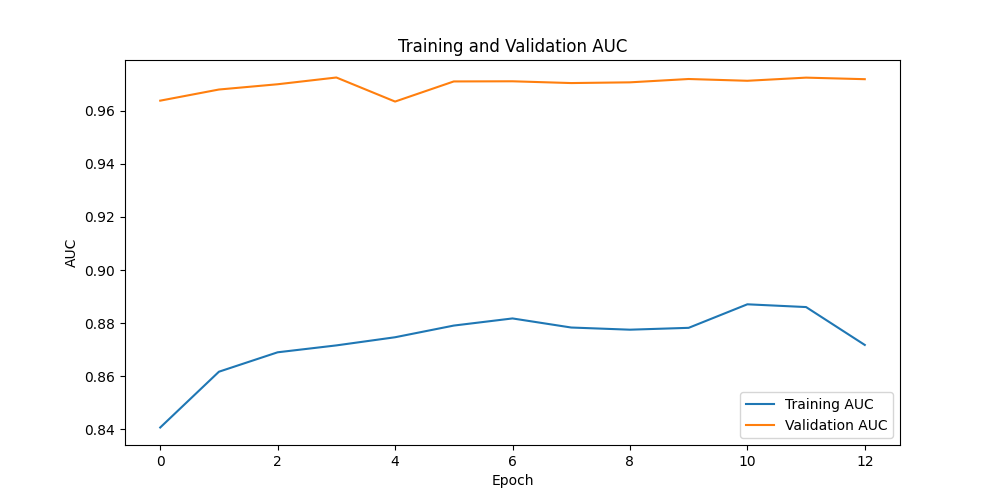 Training and Validation AUC
AUC
0.96
0.94
0.92
0.90
0.88
0.86
0.84
0 2 4 6 8 10 12
Epoch
Training AUC
Validation AUC